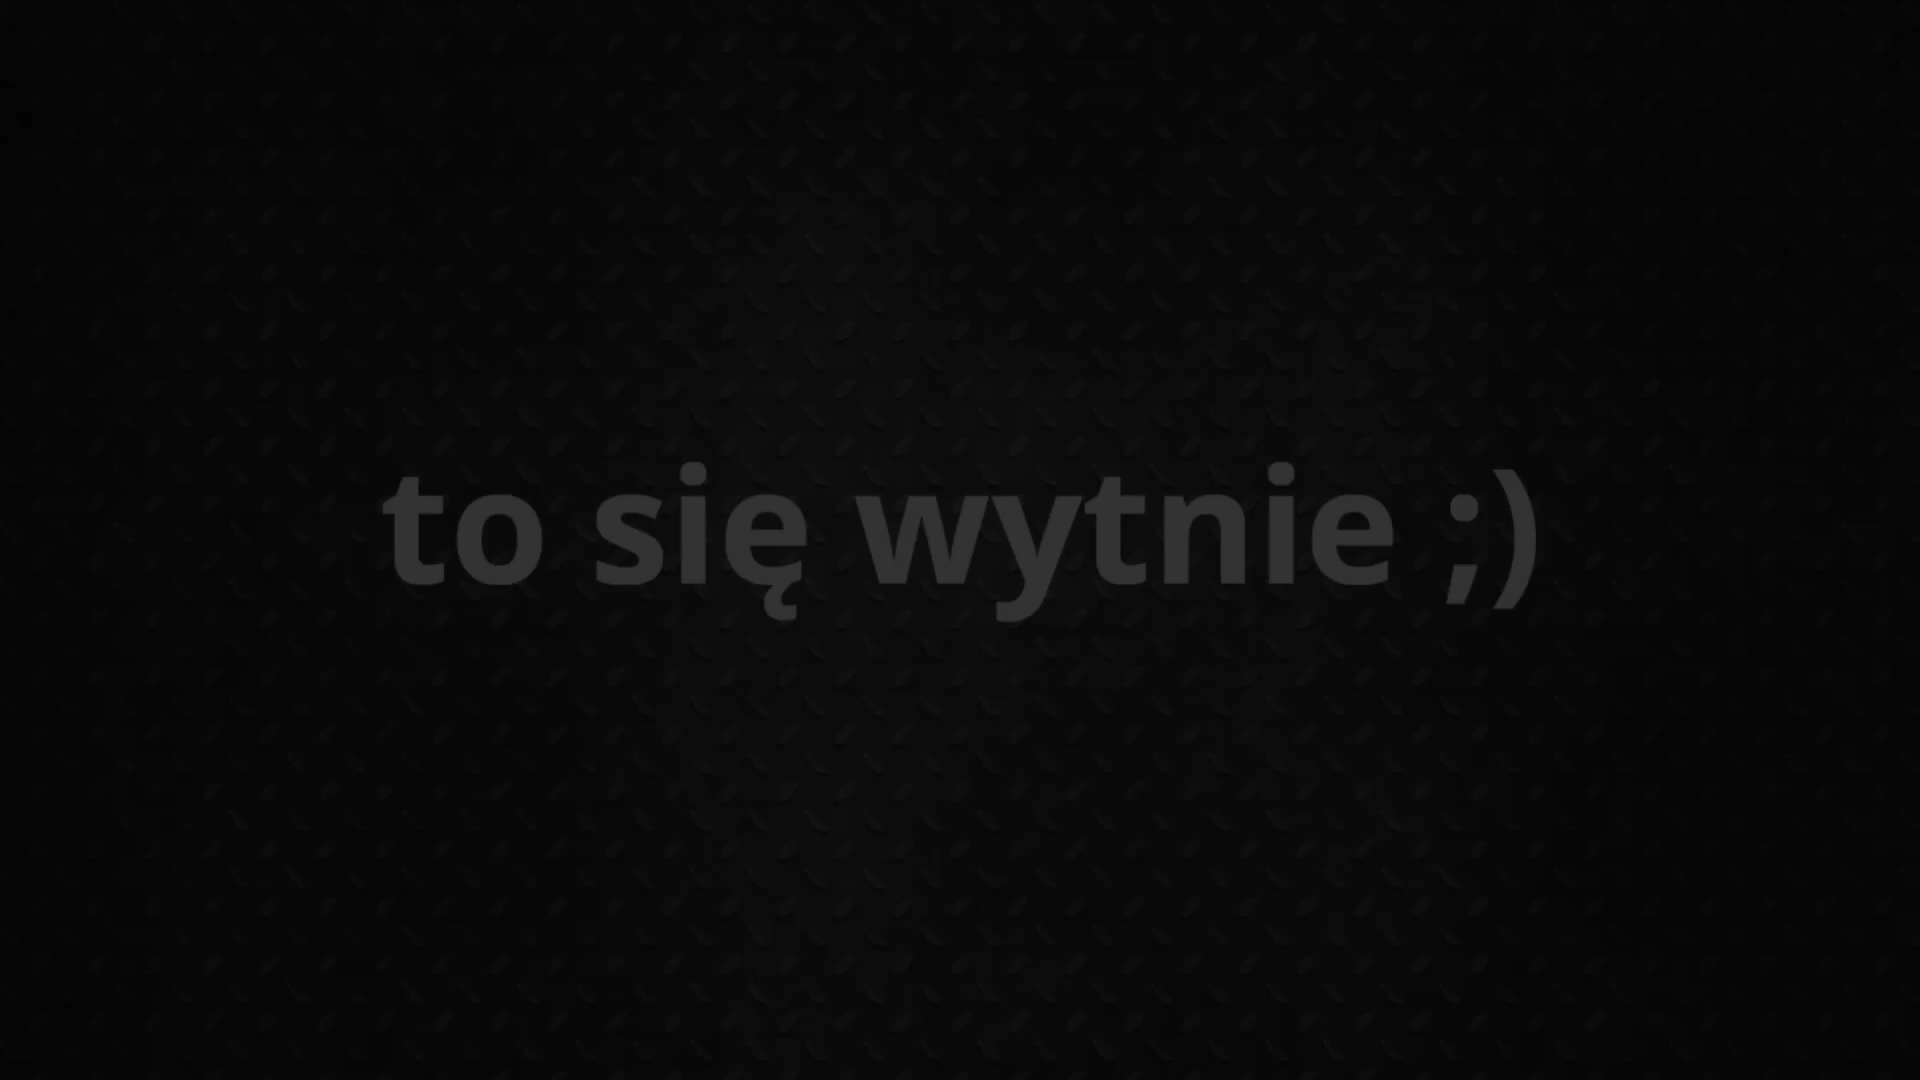 to się wytnie ;)